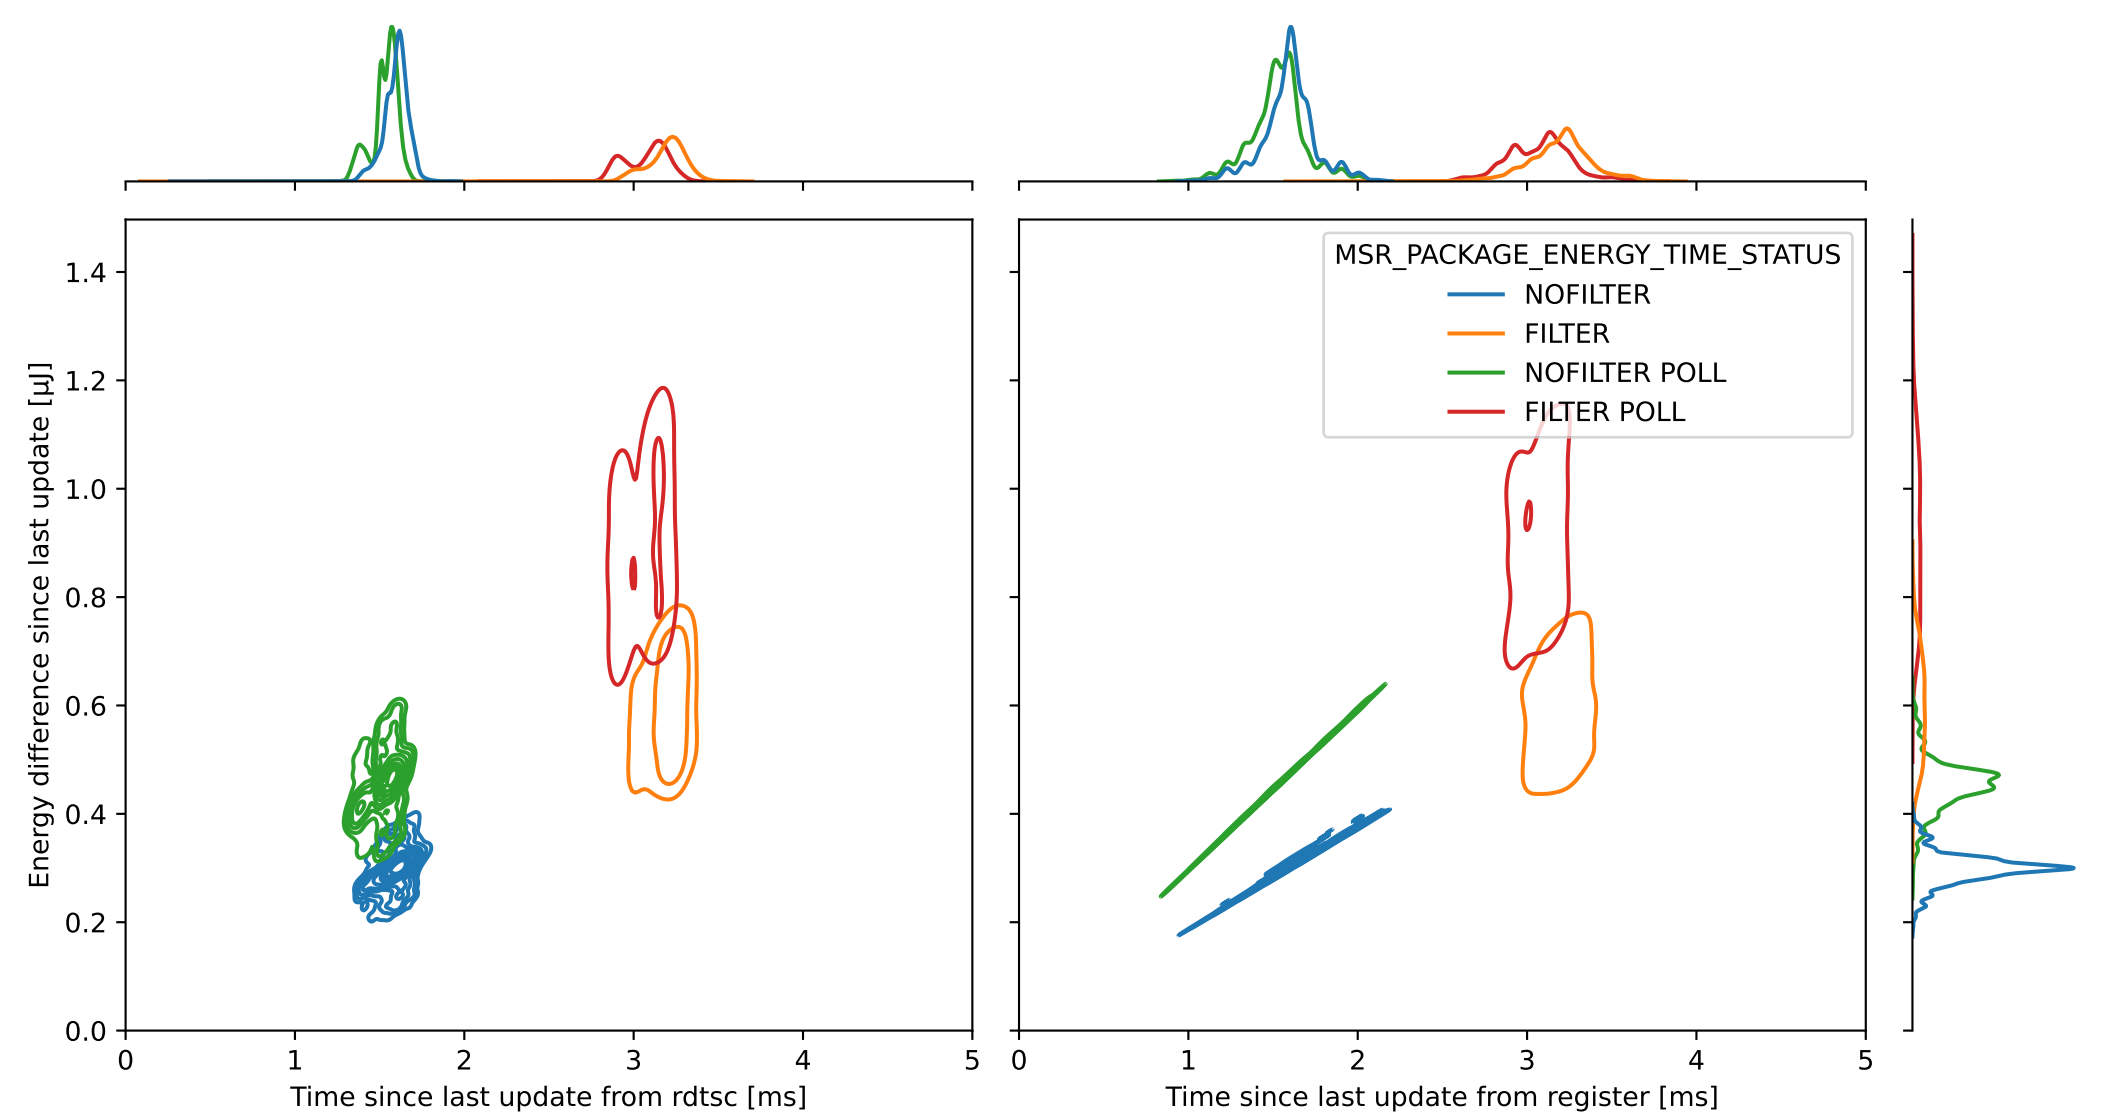 MSR_PACKAGE_ENERGY_TIME_STATUS
NOFILTER
FILTER
NOFILTER POLL
FILTER POLL
Energy difference since last update [µJ]
1.4
1.2
1.0
0.8
0.6
0.4
0.2
0.0
0 1 2 3 4 5
0 1 2 3 4 5
Time since last update from rdtsc [ms]
Time since last update from register [ms]